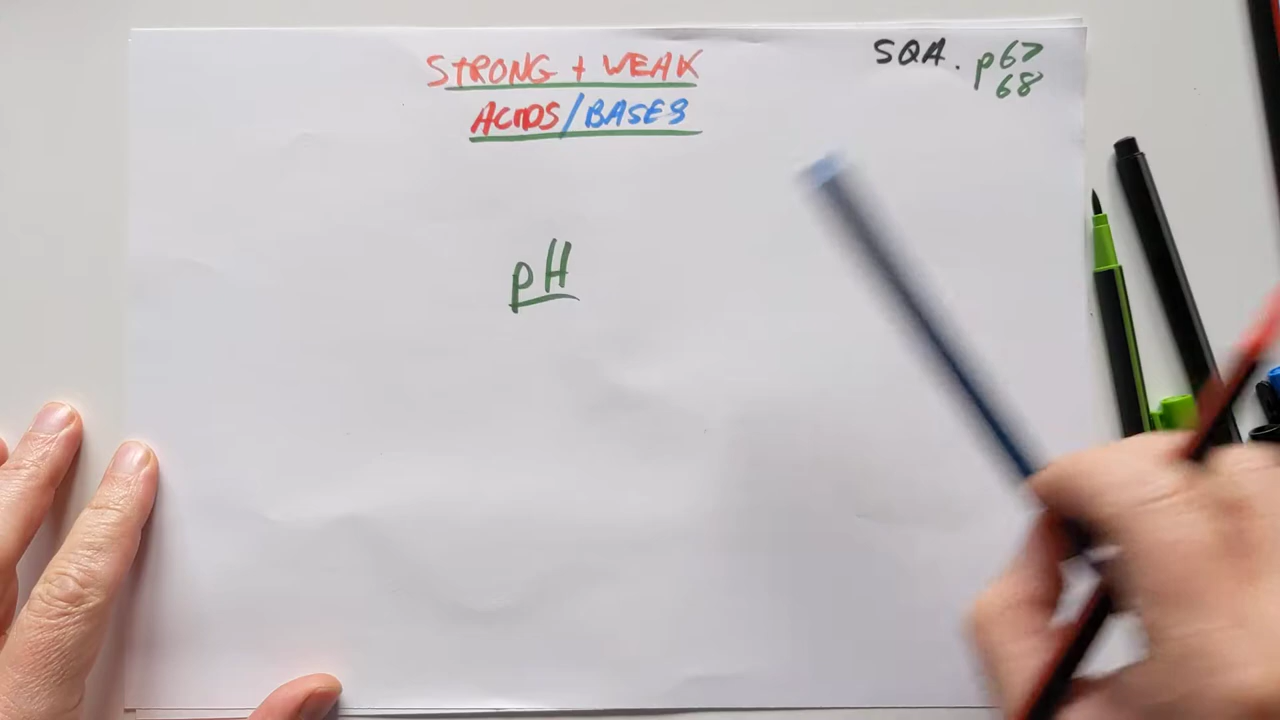 STRONG + WEAK
ACIDS/BASES
SQA. p67
68
pH